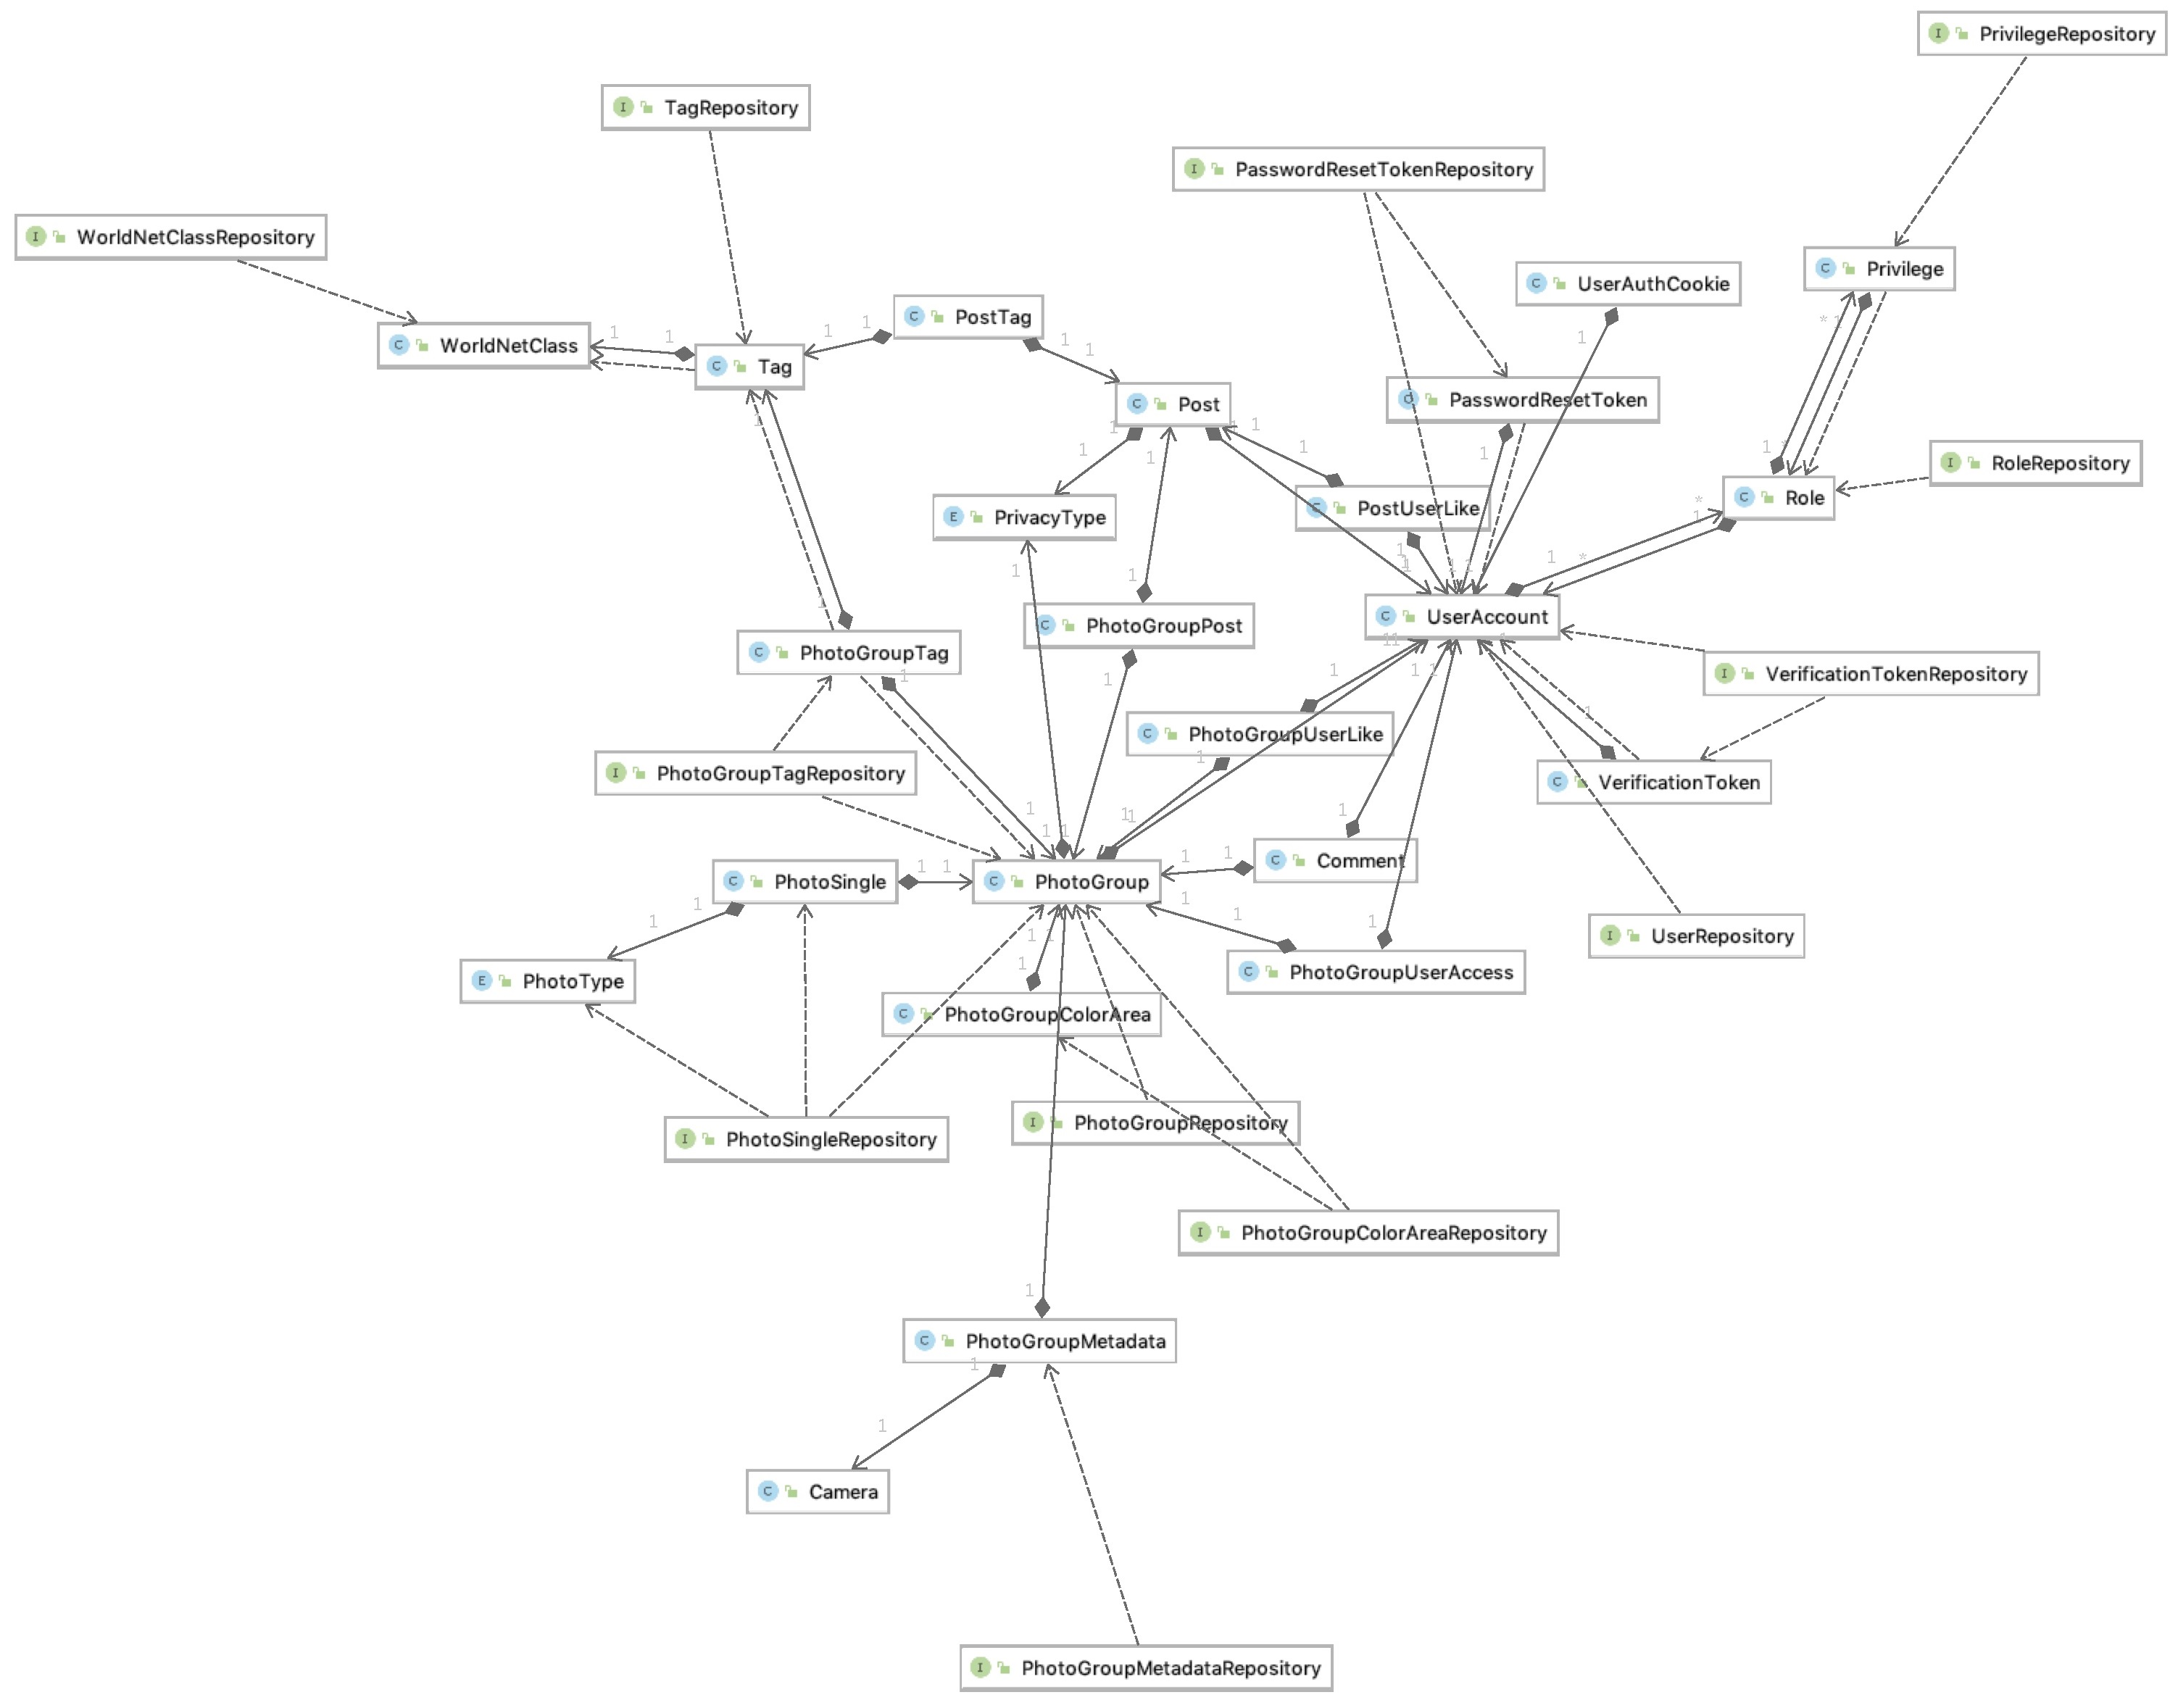 PrivilegeRepository
TagRepository
PasswordResetTokenRepository
WorldNetClassRepository
Privilege
UserAuthCookie
PostTag
WorldNetClass
Tag
PasswordResetToken
Post
RoleRepository
Role
PostUserLike
PrivacyType
UserAccount
PhotoGroupPost
PhotoGroupTag
VerificationTokenRepository
PhotoGroupUserLike
PhotoGroupTagRepository
VerificationToken
Comment
PhotoSingle
PhotoGroup
UserRepository
PhotoGroupUserAccess
PhotoType
PhotoGroupColorArea
PhotoGroupRepository
PhotoSingleRepository
PhotoGroupColorAreaRepository
PhotoGroupMetadata
Camera
PhotoGroupMetadataRepository